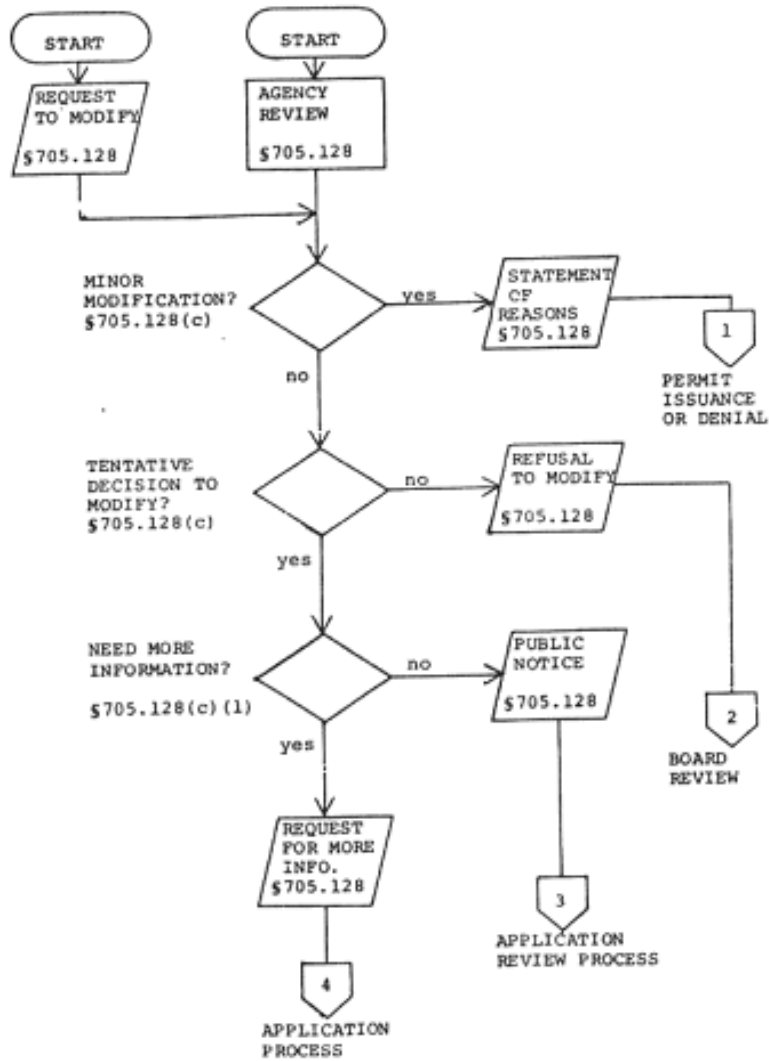 START
START
REQUEST
TO MODIFY
§705.128
AGENCY
REVIEW
§705.128
MINOR
MODIFICATION?
§705.128(c)
yes
no
STATEMENT
OF
REASONS
§705.128
1
PERMIT
ISSUANCE
OR DENIAL
TENTATIVE
DECISION TO
MODIFY?
§705.128(c)
no
yes
REFUSAL
TO MODIFY
§705.128
2
BOARD
REVIEW
NEED MORE
INFORMATION?
§705.128(c)(1)
no
yes
PUBLIC
NOTICE
§705.128
3
APPLICATION
REVIEW PROCESS
REQUEST
FOR MORE
INFO.
§705.128
4
APPLICATION
PROCESS